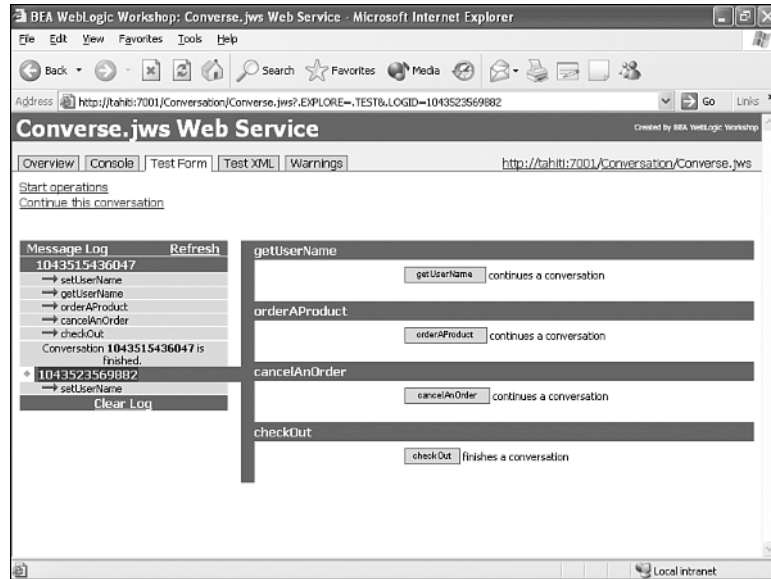 BEA WebLogic Workshop: Converse.jws Web Service - Microsoft Internet Explorer
File Edit View Favorites Tools Help
Back Search Favorites Media
Address http://tahiti:7001/Conversation/Converse.jws?.EXPLORE=.TEST&.LOGID=1043523569882 Go Links
Converse.jws Web Service Created by BEA WebLogic Workshop
Overview Console Test Form Test XML Warnings http://tahiti:7001/Conversation/Converse.jws
Start operations
Continue this conversation
Message Log Refresh
1043515436047
setUserName
getUserName
orderAProduct
cancelAnOrder
checkOut
Conversation 1043515436047 is
finished.
1043523569882
setUserName
Clear Log
getUserName
getUserName continues a conversation
orderAProduct
orderAProduct continues a conversation
cancelAnOrder
cancelAnOrder continues a conversation
checkOut
checkOut finishes a conversation
Local intranet